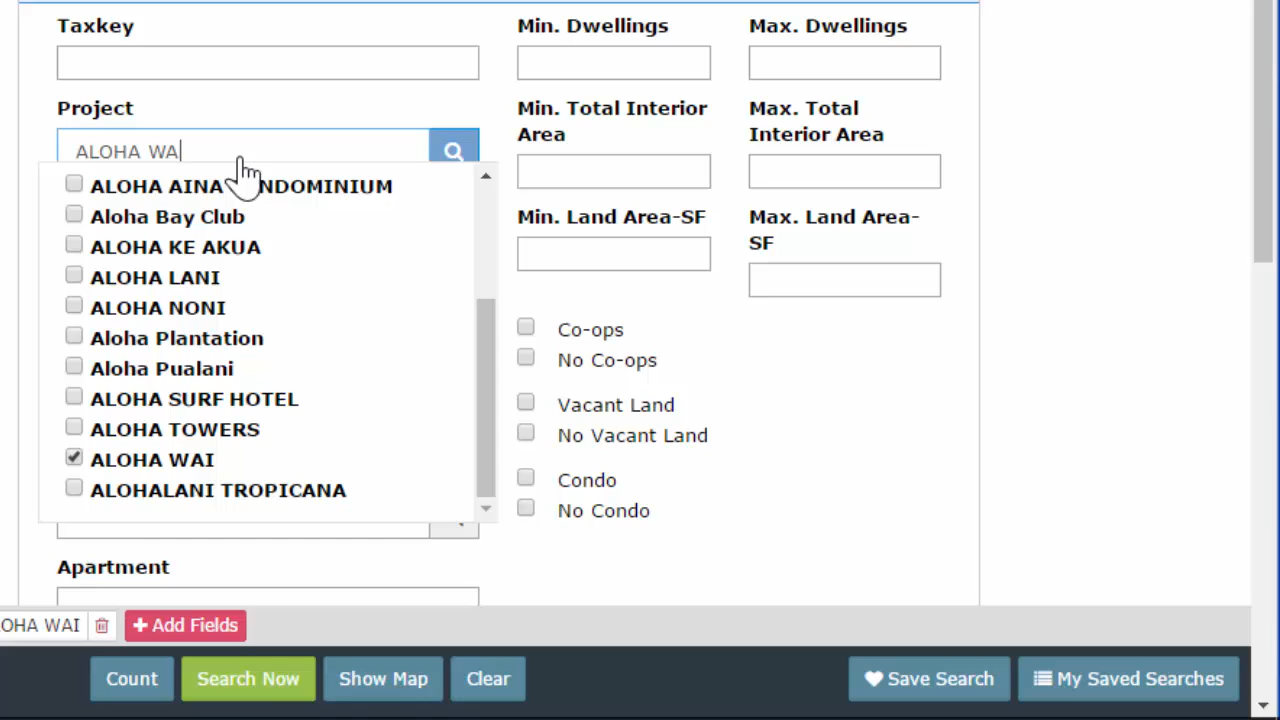 Taxkey
Min. Dwellings
Max. Dwellings
Project
Min. Total Interior
Area
Max. Total
Interior Area
ALOHA WA
ALOHA AINA NDOMINIUM
Aloha Bay Club
ALOHA KE AKUA
ALOHA LANI
ALOHA NONI
Aloha Plantation
Aloha Pualani
ALOHA SURF HOTEL
ALOHA TOWERS
ALOHA WAI
ALOHALANI TROPICANA
Min. Land Area-SF
Max. Land Area-
SF
Co-ops
No Co-ops
Vacant Land
No Vacant Land
Condo
No Condo
Apartment
OHA WAI
Add Fields
Count
Search Now
Show Map
Clear
Save Search
My Saved Searches